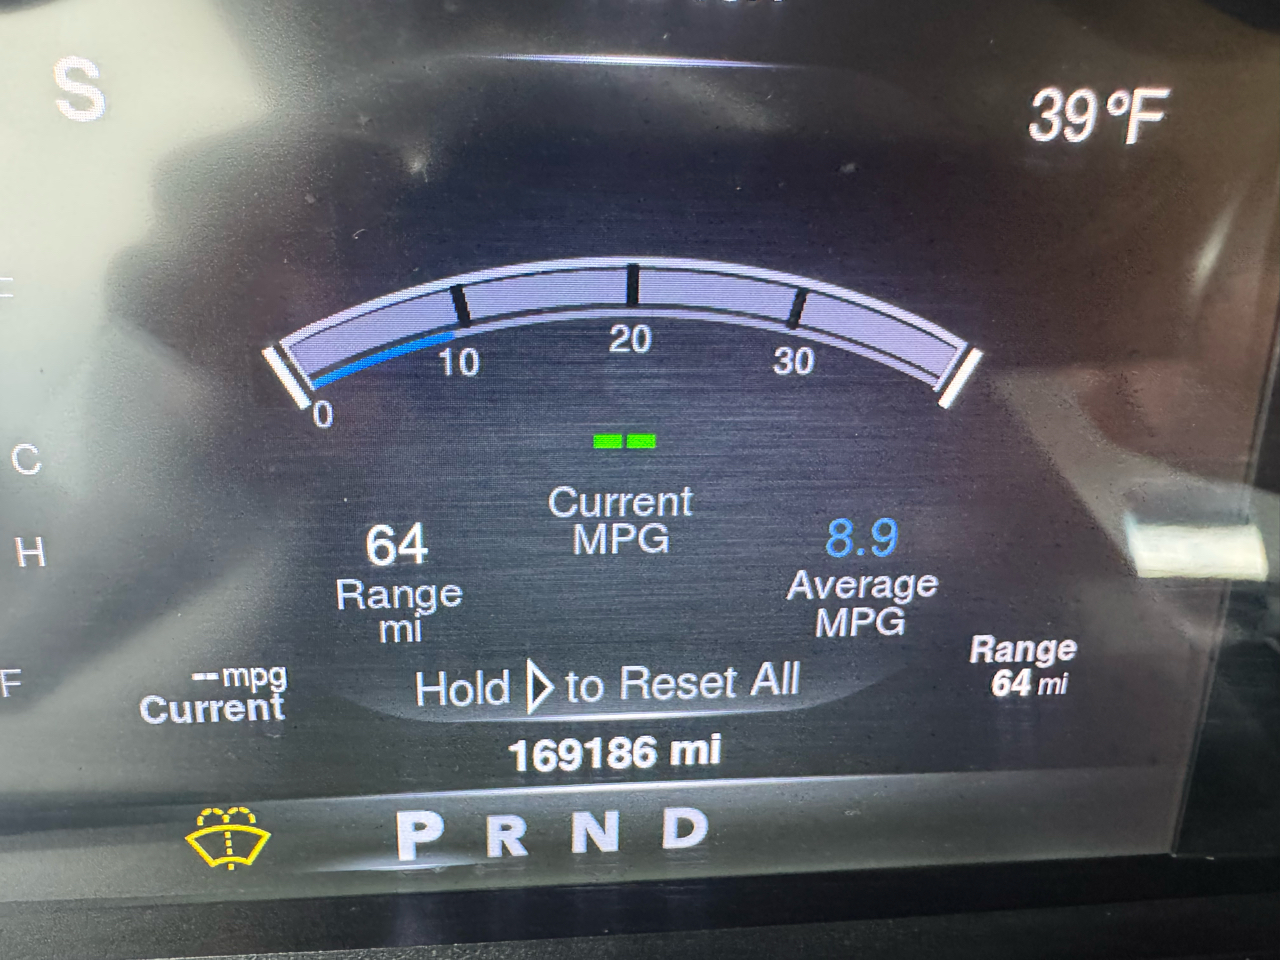 S
39°F
10
20
30
0
C
Current
MPG
64
Range
mi
8.9
Average
MPG
H
F
--mpg
Current
Hold to Reset All
Range
64 mi
169186 mi
P R N D